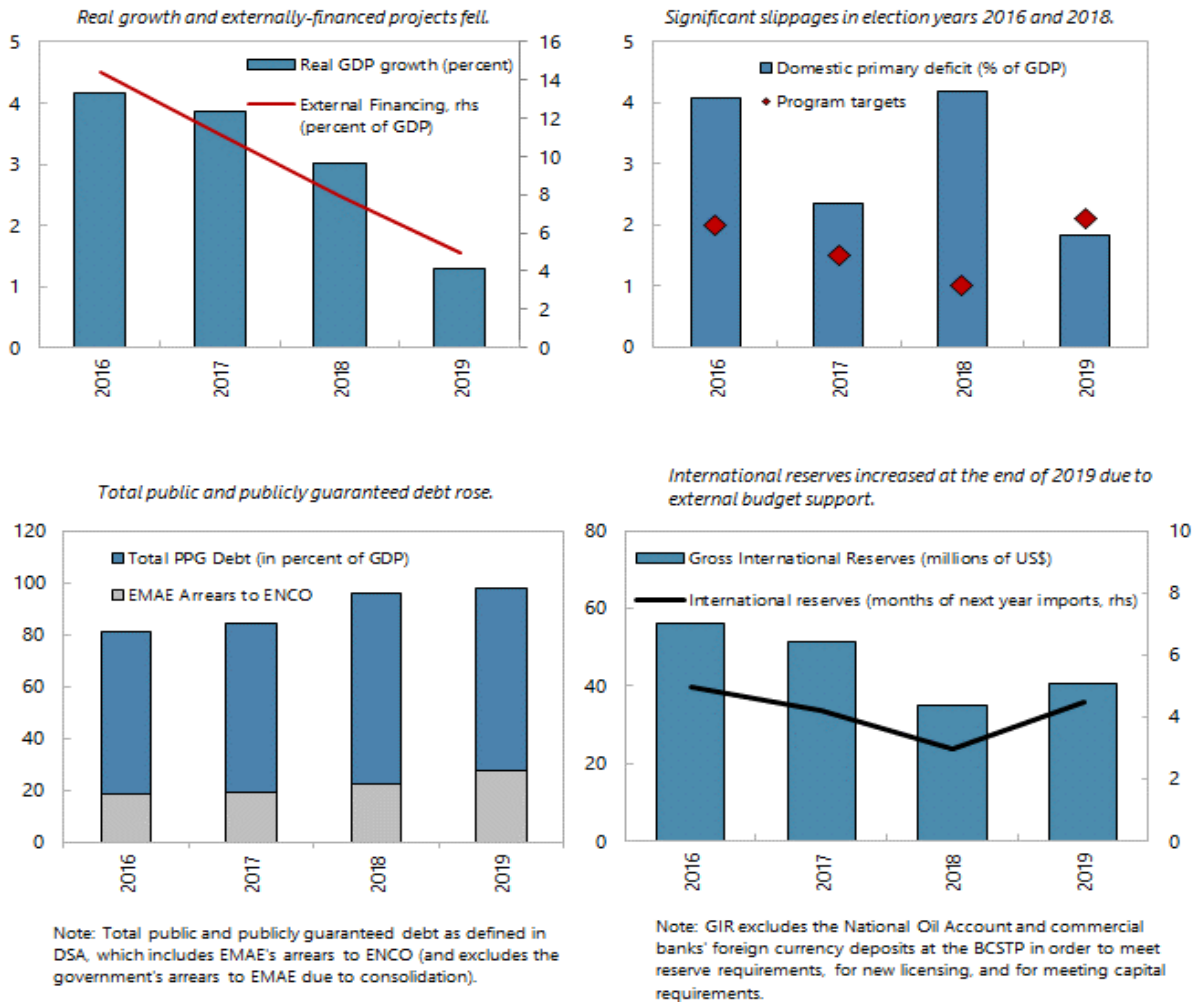 Real growth and externally-financed projects fell.
5
4
3
2
1
0
16
14
12
10
8
6
4
2
0
Real GDP growth (percent)
External Financing, rhs
(percent of GDP)
2016
2017
2018
2019
Significant slippages in election years 2016 and 2018.
5
4
3
2
1
0
Domestic primary deficit (% of GDP)
Program targets
2016
2017
2018
2019
Total public and publicly guaranteed debt rose.
120
100
80
60
40
20
0
Total PPG Debt (in percent of GDP)
EMAE Arrears to ENCO
2016
2017
2018
2019
Note: Total public and publicly guaranteed debt as defined in
DSA, which includes EMAE's arrears to ENCO (and excludes the
government's arrears to EMAE due to consolidation).
International reserves increased at the end of 2019 due to
external budget support.
80
60
40
20
0
10
8
6
4
2
0
Gross International Reserves (millions of US$)
International reserves (months of next year imports, rhs)
2016
2017
2018
2019
Note: GIR excludes the National Oil Account and commercial
banks' foreign currency deposits at the BCSTP in order to meet
reserve requirements, for new licensing, and for meeting capital
requirements.